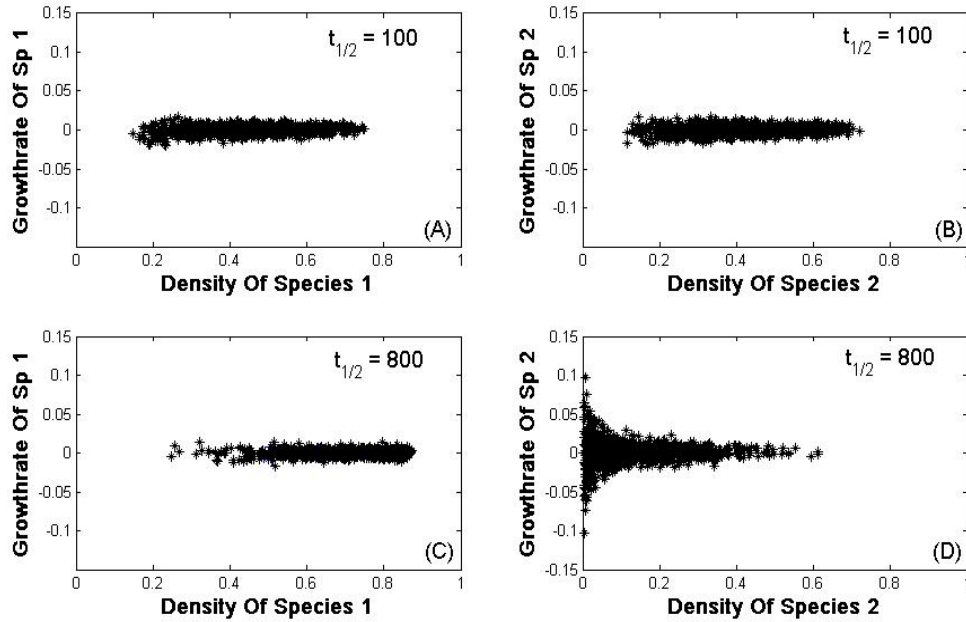 Growthrate Of Sp 1
0.15
0.1
0.05
0
-0.05
-0.1
t1/2 = 100
(A)
0 0.2 0.4 0.6 0.8 1
Density Of Species 1
Growthrate Of Sp 2
0.15
0.1
0.05
0
-0.05
-0.1
t1/2 = 100
(B)
0 0.2 0.4 0.6 0.8 1
Density Of Species 2
Growthrate Of Sp 1
0.15
0.1
0.05
0
-0.05
-0.1
t1/2 = 800
(C)
0 0.2 0.4 0.6 0.8 1
Density Of Species 1
Growthrate Of Sp 2
0.15
0.1
0.05
0
-0.05
-0.1
-0.15
t1/2 = 800
(D)
0 0.2 0.4 0.6 0.8 1
Density Of Species 2